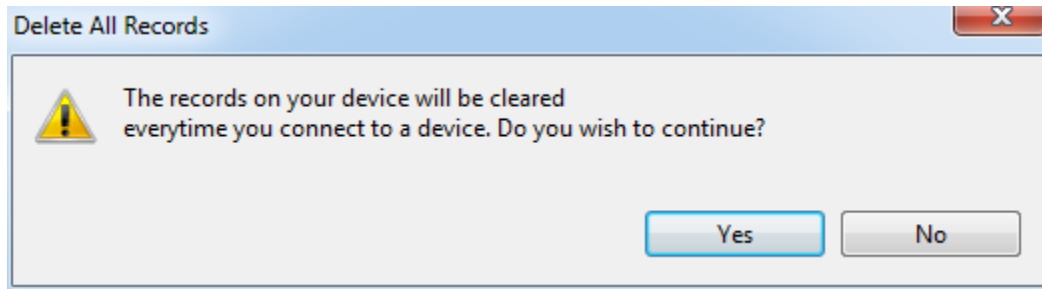 Delete All Records
The records on your device will be cleared
everytime you connect to a device. Do you wish to continue?
Yes No